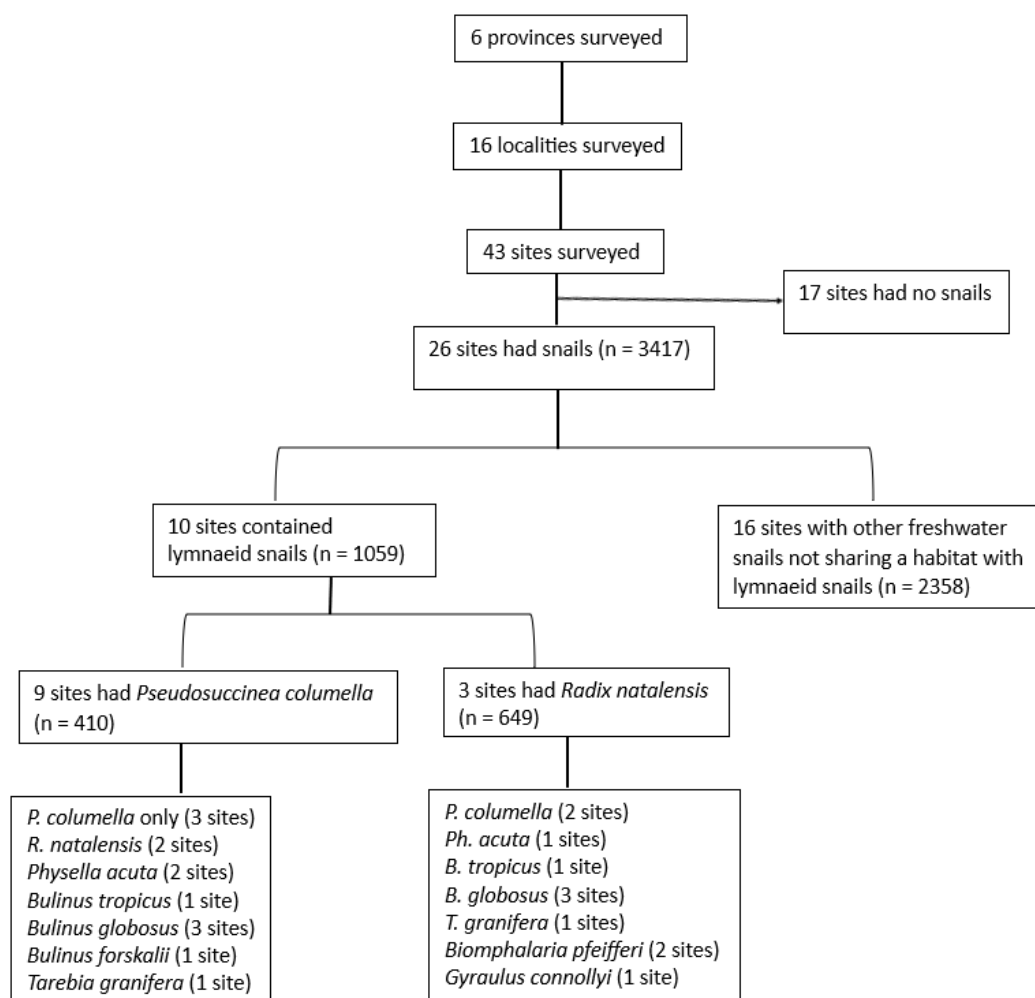 6 provinces surveyed
16 localities surveyed
43 sites surveyed
17 sites had no snails
26 sites had snails (n = 3417)
10 sites contained
lymnaeid snails (n = 1059)
16 sites with other freshwater
snails not sharing a habitat with
lymnaeid snails (n = 2358)
9 sites had Pseudosuccinea columella
(n = 410)
3 sites had Radix natalensis
(n = 649)
P. columella only (3 sites)
R. natalensis (2 sites)
Physella acuta (2 sites)
Bulinus tropicus (1 site)
Bulinus globosus (3 sites)
Bulinus forskalii (1 site)
Tarebia granifera (1 site)
P. columella (2 sites)
Ph. acuta (1 sites)
B. tropicus (1 site)
B. globosus (3 sites)
T. granifera (1 sites)
Biomphalaria pfeifferi (2 sites)
Gyraulus connollyi (1 site)